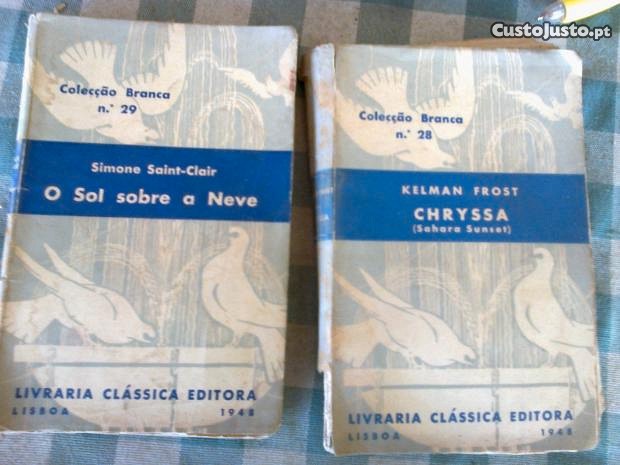 CustoJusto.pt
Colecção Branca
n.º 29
Simone Saint-Clair
O Sol sobre a Neve
LIVRARIA CLÁSSICA EDITORA
LISBOA 1948
Colecção Branca
n.º 28
KELMAN FROST
CHRYSSA
(Sahara Sunset)
LIVRARIA CLÁSSICA EDITORA
LISBOA 1948